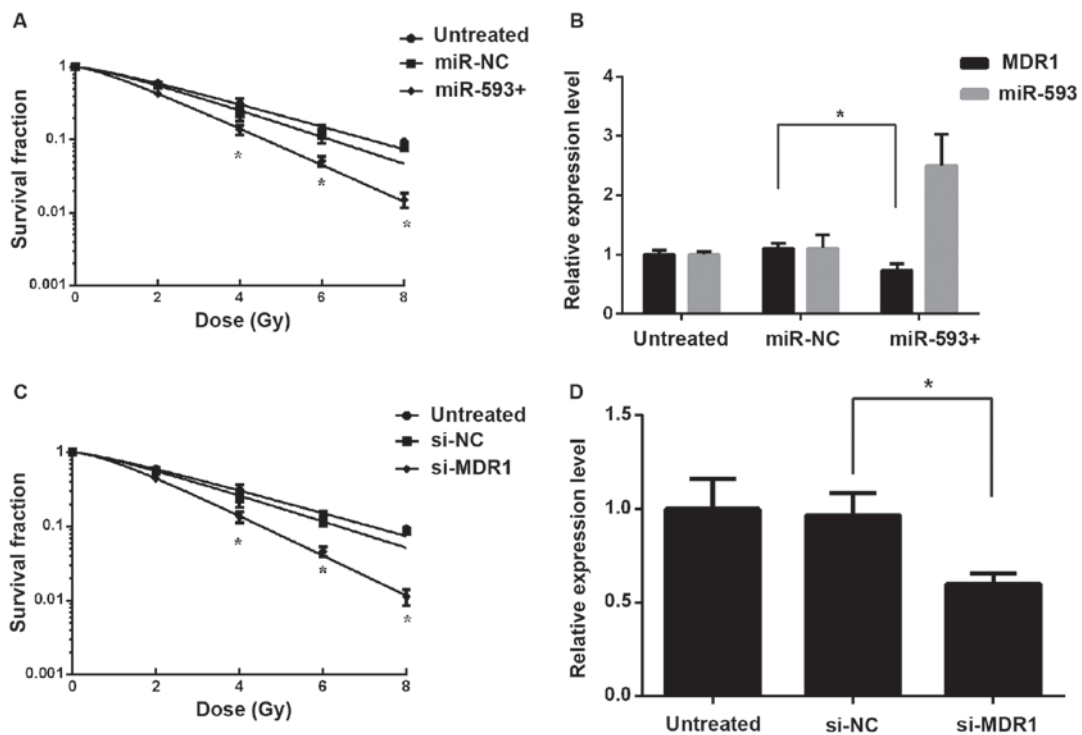 A
Untreated
miR-NC
miR-593+
Survival fraction
1
0.1
0.01
0.001
0 2 4 6 8
Dose (Gy)
*
*
*
B
MDR1
miR-593
Relative expression level
4
3
2
1
0
*
Untreated miR-NC miR-593+
C
Untreated
si-NC
si-MDR1
Survival fraction
1
0.1
0.01
0.001
0 2 4 6 8
Dose (Gy)
*
*
*
D
Relative expression level
1.5
1.0
0.5
0.0
*
Untreated si-NC si-MDR1